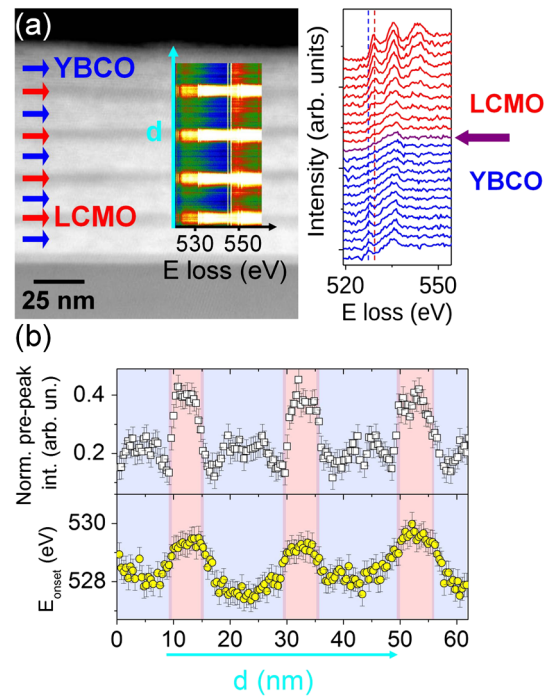 (a)
YBCO
d
LCMO
530 550
E loss (eV)
25 nm
Intensity (arb. units)
LCMO
YBCO
520 550
E loss (eV)
(b)
Norm. pre-peak
int. (arb. un.)
0.4
0.2
E onset
(eV)
530
528
0 10 20 30 40 50 60
d (nm)